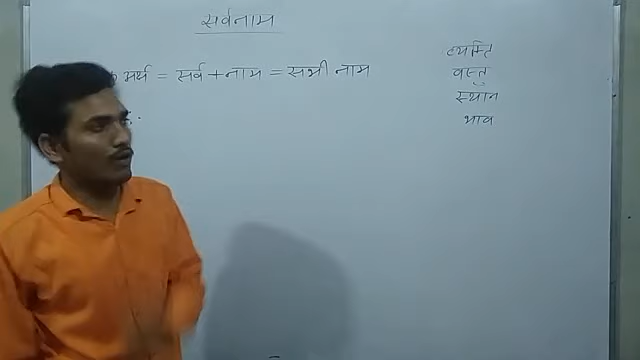 सर्वनाम
अर्थ = सर्व + नाम = सभी नाम
व्यक्ति
वस्तु
स्थान
भाव